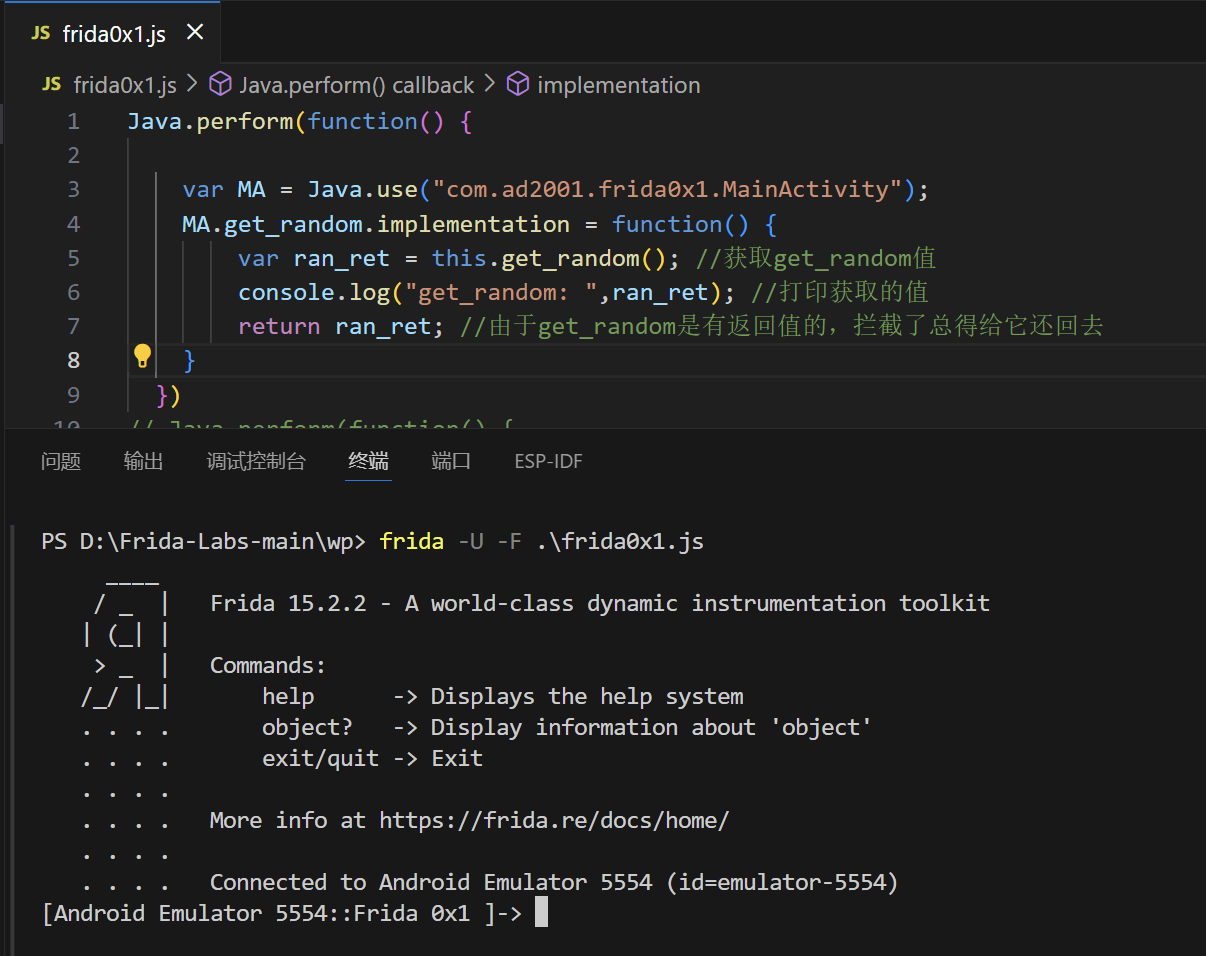 JS frida0x1.js ×
JS frida0x1.js > Java.perform() callback > implementation
1 Java.perform(function() {
2
3 var MA = Java.use("com.ad2001.frida0x1.MainActivity");
4 MA.get_random.implementation = function() {
5 var ran_ret = this.get_random(); //获取get_random值
6 console.log("get_random: ",ran_ret); //打印获取的值
7 return ran_ret; //由于get_random是有返回值的，拦截了总得给它还回去
8 }
9 })
10 // Java.perform(function() {
问题 输出 调试控制台 终端 端口 ESP-IDF
PS D:\Frida-Labs-main\wp> frida -U -F .\frida0x1.js
____
/ _ | Frida 15.2.2 - A world-class dynamic instrumentation toolkit
| (_| |
> _ | Commands:
/_/ |_| help -> Displays the help system
. . . . object? -> Display information about 'object'
. . . . exit/quit -> Exit
. . . .
. . . . More info at https://frida.re/docs/home/
. . . .
. . . . Connected to Android Emulator 5554 (id=emulator-5554)
[Android Emulator 5554::Frida 0x1 ]->